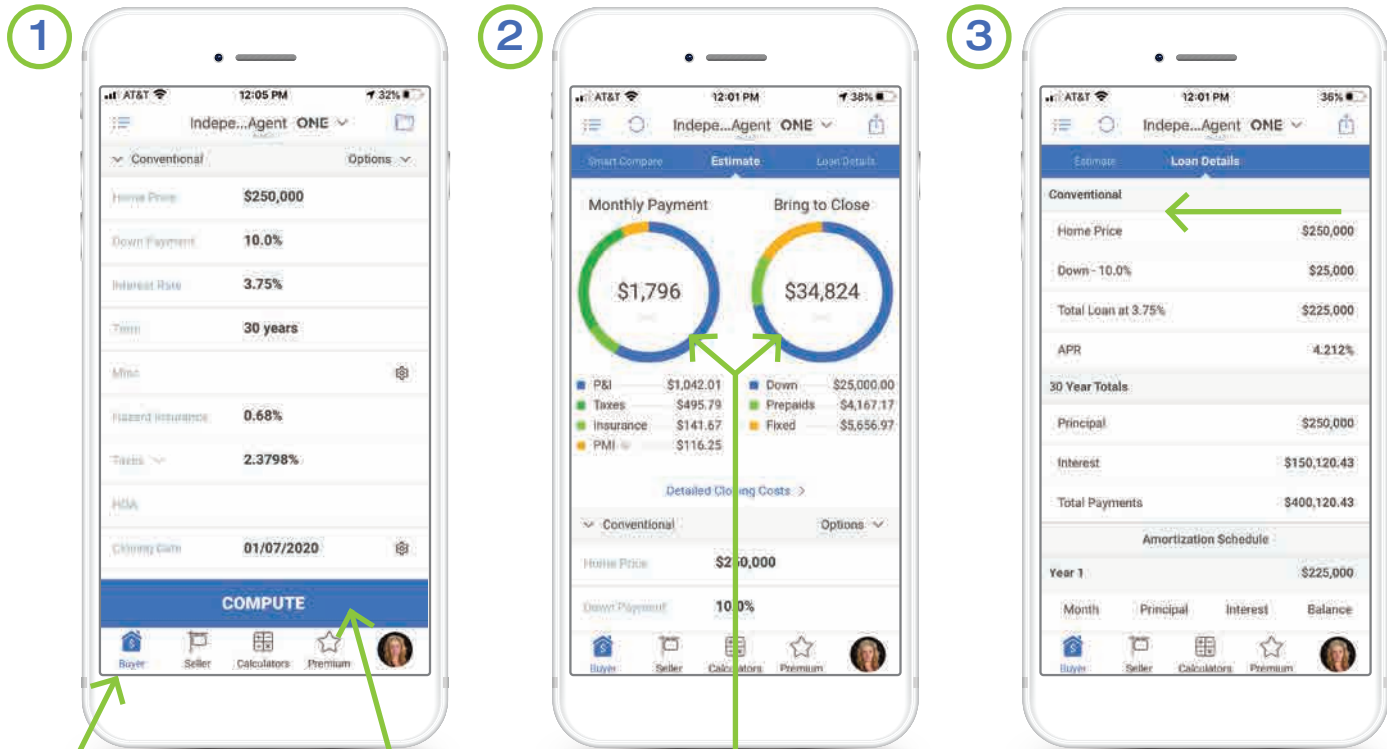 1
AT&T 12:05 PM 32%
Indepe...Agent ONE
Conventional Options
Home Price $250,000
Down Payment 10.0%
Interest Rate 3.75%
Term 30 years
Misc
Hazard Insurance 0.68%
Taxes 2.3798%
HOA
Closing Date 01/07/2020
COMPUTE
Buyer Seller Calculators Premium
2
AT&T 12:01 PM 38%
Indepe...Agent ONE
Smart Compare Estimate Loan Details
Monthly Payment Bring to Close
$1,796 $34,824
P&I $1,042.01 Down $25,000.00
Taxes $495.79 Prepaids $4,167.17
Insurance $141.67 Fixed $5,656.97
PMI $116.25
Detailed Closing Costs >
Conventional Options
Home Price $250,000
Down Payment 10.0%
Buyer Seller Calculators Premium
3
AT&T 12:01 PM 36%
Indepe...Agent ONE
Estimate Loan Details
Conventional
Home Price $250,000
Down - 10.0% $25,000
Total Loan at 3.75% $225,000
APR 4.212%
30 Year Totals
Principal $250,000
Interest $150,120.43
Total Payments $400,120.43
Amortization Schedule
Year 1 $225,000
Month Principal Interest Balance
Buyer Seller Calculators Premium